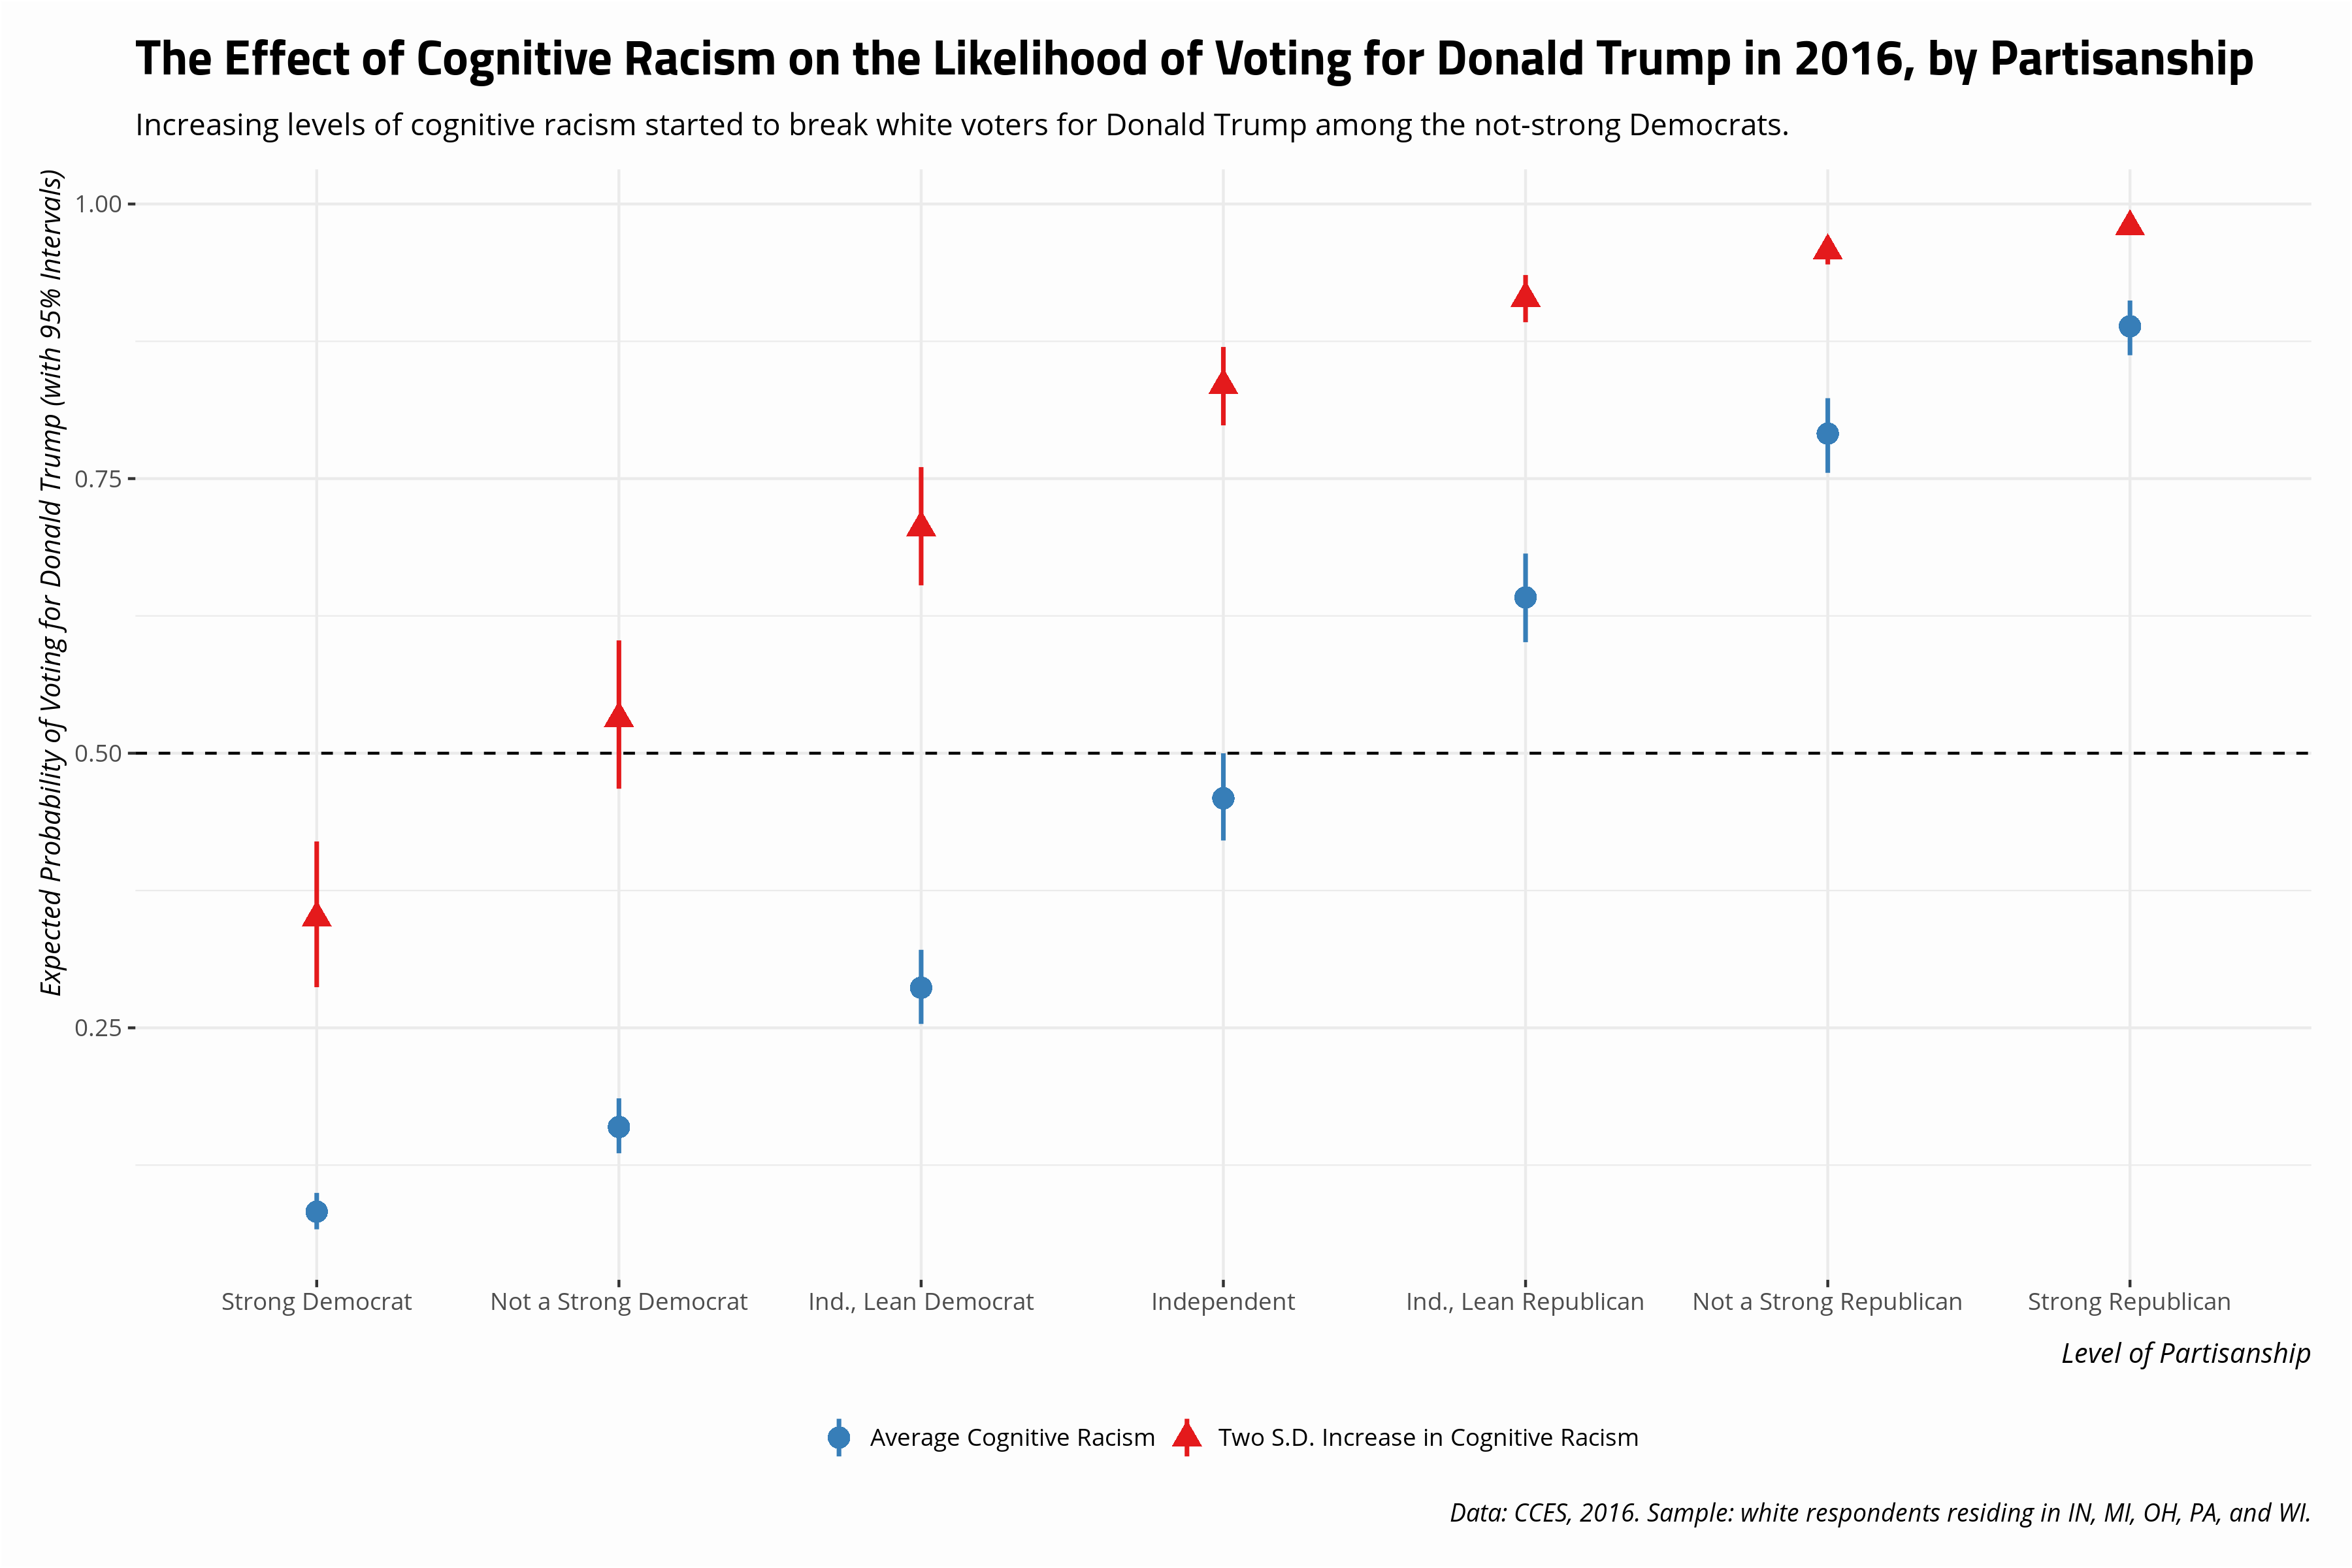 The Effect of Cognitive Racism on the Likelihood of Voting for Donald Trump in 2016, by Partisanship
Increasing levels of cognitive racism started to break white voters for Donald Trump among the not-strong Democrats.
Expected Probability of Voting for Donald Trump (with 95% Intervals)
1.00
0.75
0.50
0.25
Strong Democrat
Not a Strong Democrat
Ind., Lean Democrat
Independent
Ind., Lean Republican
Not a Strong Republican
Strong Republican
Level of Partisanship
Average Cognitive Racism
Two S.D. Increase in Cognitive Racism
Data: CCES, 2016. Sample: white respondents residing in IN, MI, OH, PA, and WI.